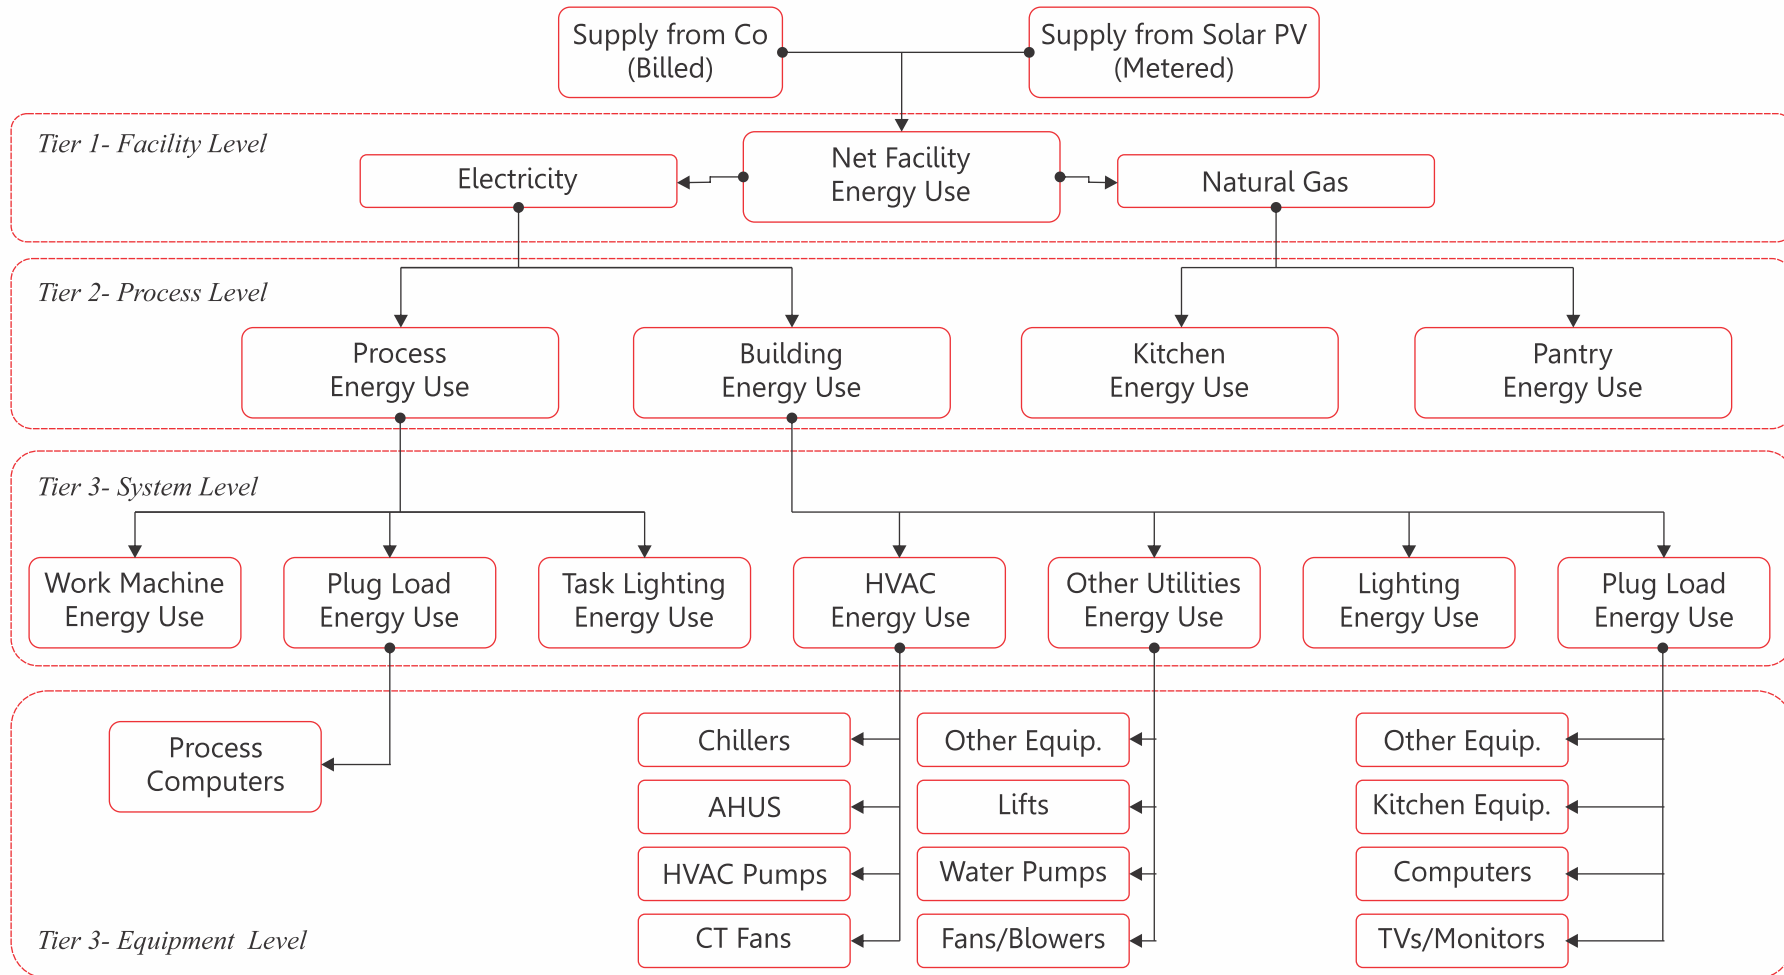 Supply from Co
(Billed)
Supply from Solar PV
(Metered)
Tier 1- Facility Level
Electricity
Net Facility
Energy Use
Natural Gas
Tier 2- Process Level
Process
Energy Use
Building
Energy Use
Kitchen
Energy Use
Pantry
Energy Use
Tier 3- System Level
Work Machine
Energy Use
Plug Load
Energy Use
Task Lighting
Energy Use
HVAC
Energy Use
Other Utilities
Energy Use
Lighting
Energy Use
Plug Load
Energy Use
Process
Computers
Chillers
AHUS
HVAC Pumps
CT Fans
Other Equip.
Lifts
Water Pumps
Fans/Blowers
Other Equip.
Kitchen Equip.
Computers
TVs/Monitors
Tier 3- Equipment  Level